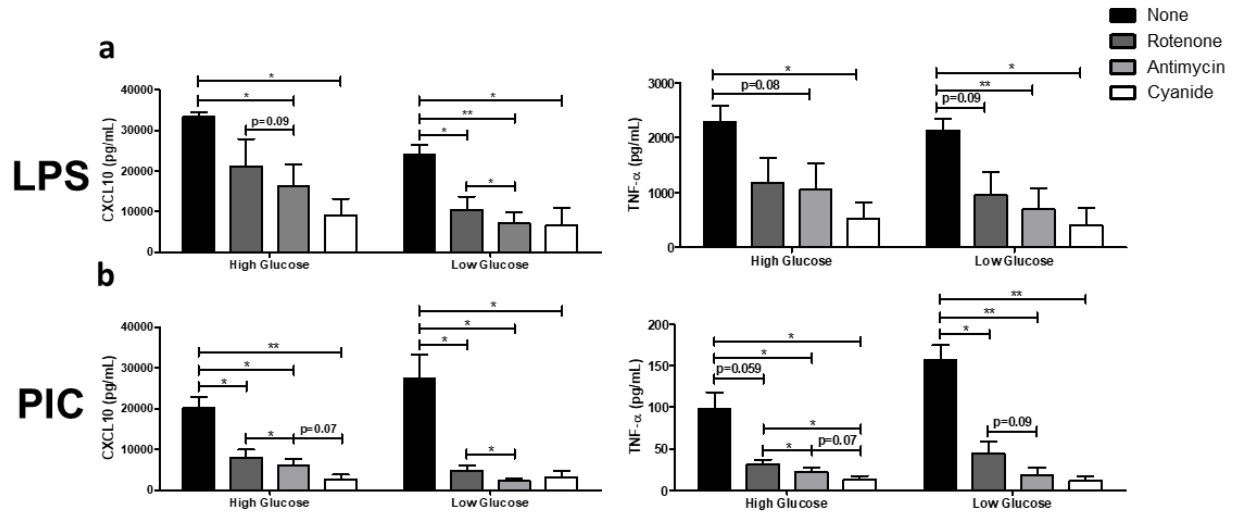 None
Rotenone
Antimycin
Cyanide
a
LPS
CXCL10 (pg/mL)
40000
30000
20000
10000
0
*
*
p=0.09
*
**
*
*
High Glucose
Low Glucose
TNF-α (pg/mL)
3000
2000
1000
0
*
p=0.08
*
**
p=0.09
High Glucose
Low Glucose
b
PIC
CXCL10 (pg/mL)
40000
30000
20000
10000
0
**
*
*
*
p=0.07
*
*
*
*
High Glucose
Low Glucose
TNF-α (pg/mL)
200
150
100
50
0
*
*
p=0.059
*
*
p=0.07
**
**
*
p=0.09
High Glucose
Low Glucose